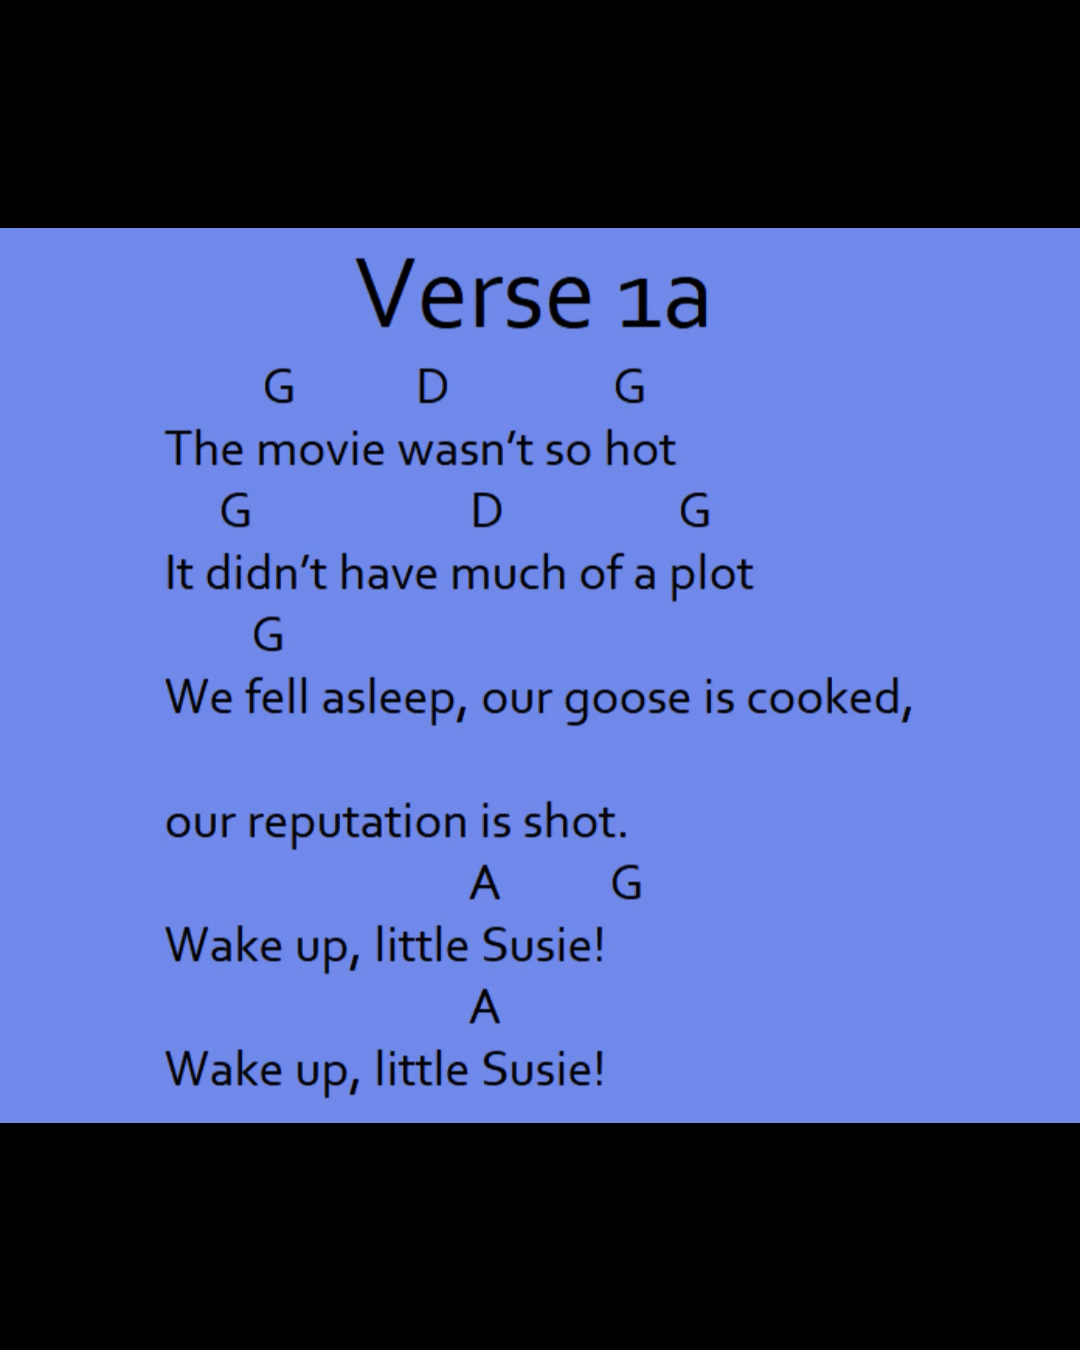 Verse 1a
G D G
The movie wasn't so hot
G D G
It didn't have much of a plot
G
We fell asleep, our goose is cooked,
our reputation is shot.
A G
Wake up, little Susie!
A
Wake up, little Susie!